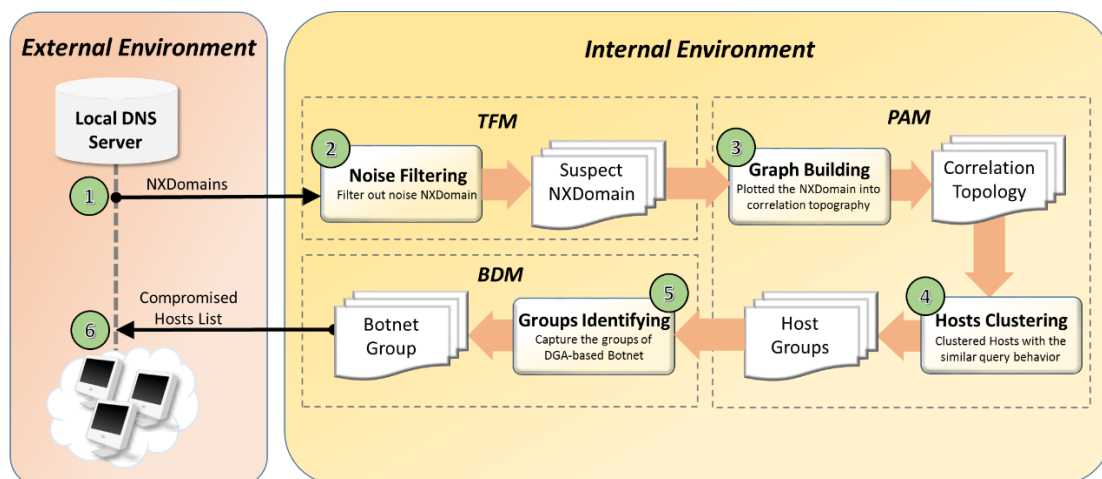 External Environment
Local DNS
Server
1
NXDomains
Compromised
Hosts List
6
Internal Environment
TFM
2
Noise Filtering
Filter out noise NXDomain
Suspect
NXDomain
PAM
3
Graph Building
Plotted the NXDomain into
correlation topography
Correlation
Topology
4
Hosts Clustering
Clustered Hosts with the
similar query behavior
Host
Groups
BDM
5
Groups Identifying
Capture the groups of
DGA-based Botnet
Botnet
Group